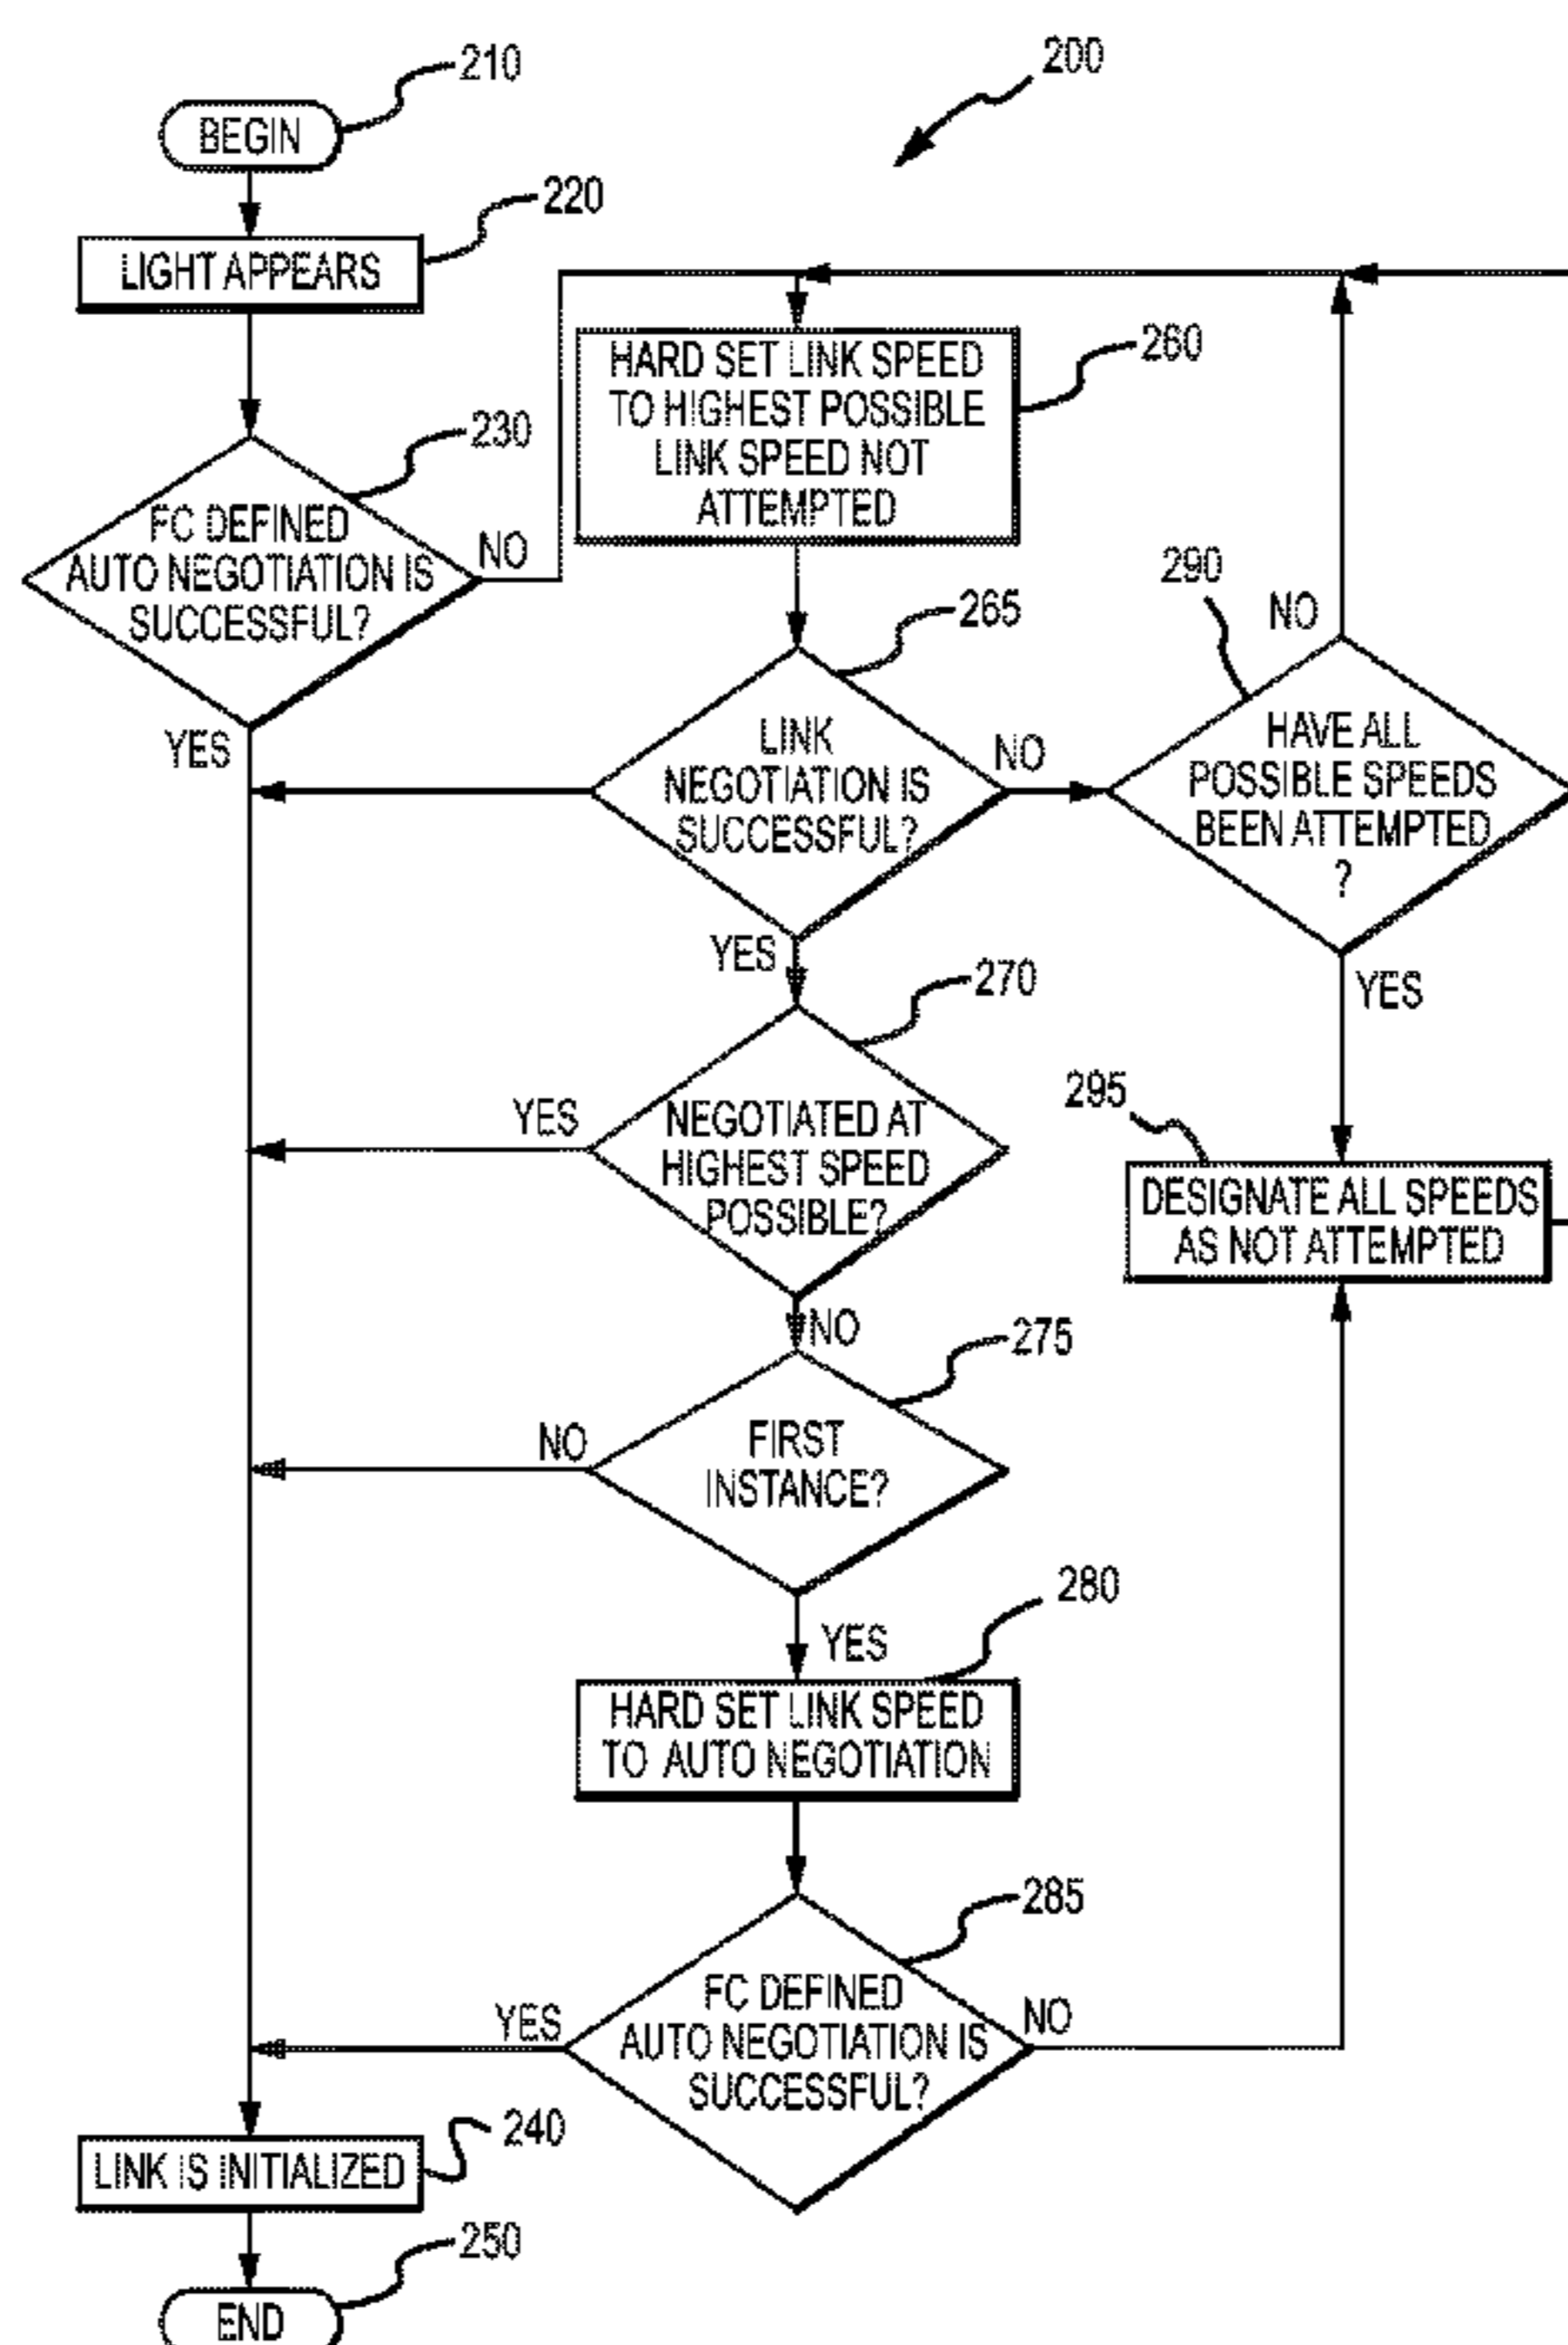 200
210
BEGIN
220
LIGHT APPEARS
230
FC DEFINED
AUTO NEGOTIATION IS
SUCCESSFUL?
NO
YES
260
HARD SET LINK SPEED
TO HIGHEST POSSIBLE
LINK SPEED NOT
ATTEMPTED
265
LINK
NEGOTIATION IS
SUCCESSFUL?
NO
YES
290
NO
HAVE ALL
POSSIBLE SPEEDS
BEEN ATTEMPTED
?
YES
270
NEGOTIATED AT
HIGHEST SPEED
POSSIBLE?
YES
NO
295
DESIGNATE ALL SPEEDS
AS NOT ATTEMPTED
275
FIRST
INSTANCE?
NO
YES
280
HARD SET LINK SPEED
TO AUTO NEGOTIATION
285
FC DEFINED
AUTO NEGOTIATION IS
SUCCESSFUL?
YES
NO
240
LINK IS INITIALIZED
250
END